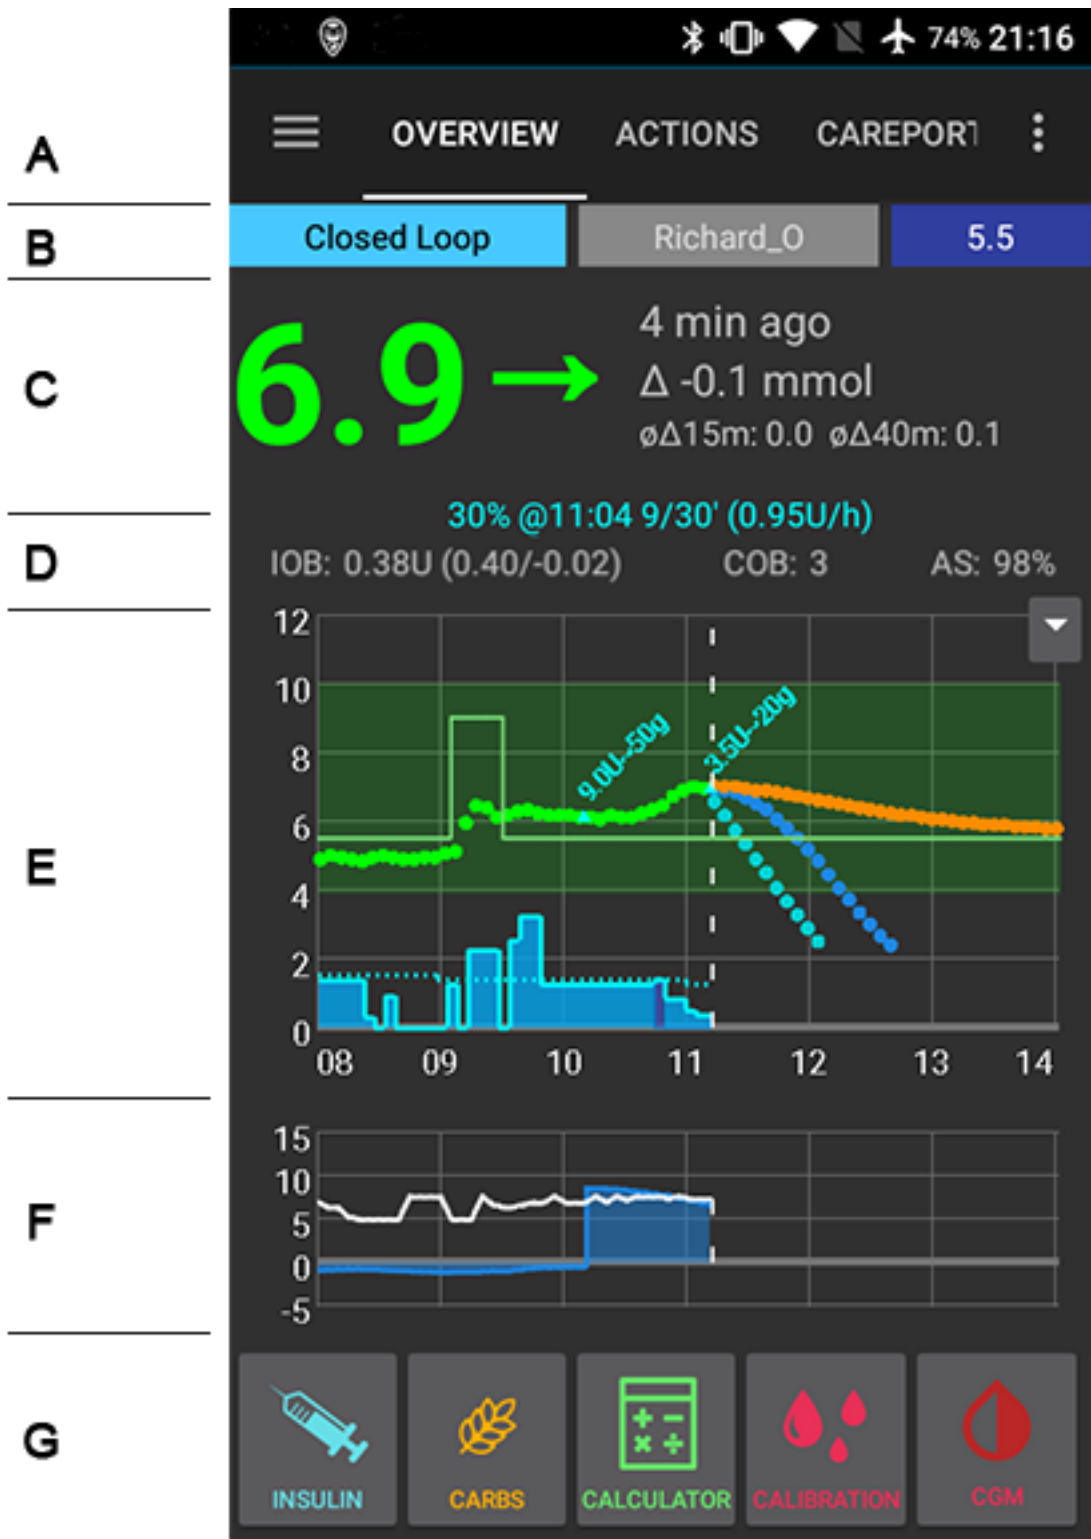 74% 21:16
A
OVERVIEW ACTIONS CAREPORT
B
Closed Loop Richard_O 5.5
C
6.9
4 min ago
Δ -0.1 mmol
øΔ15m: 0.0 øΔ40m: 0.1
D
30% @11:04 9/30' (0.95U/h)
IOB: 0.38U (0.40/-0.02) COB: 3 AS: 98%
E
12
10
8
6
4
2
0
9.0U~50g
3.5U~20g
08 09 10 11 12 13 14
F
15
10
5
0
-5
G
INSULIN CARBS CALCULATOR CALIBRATION CGM